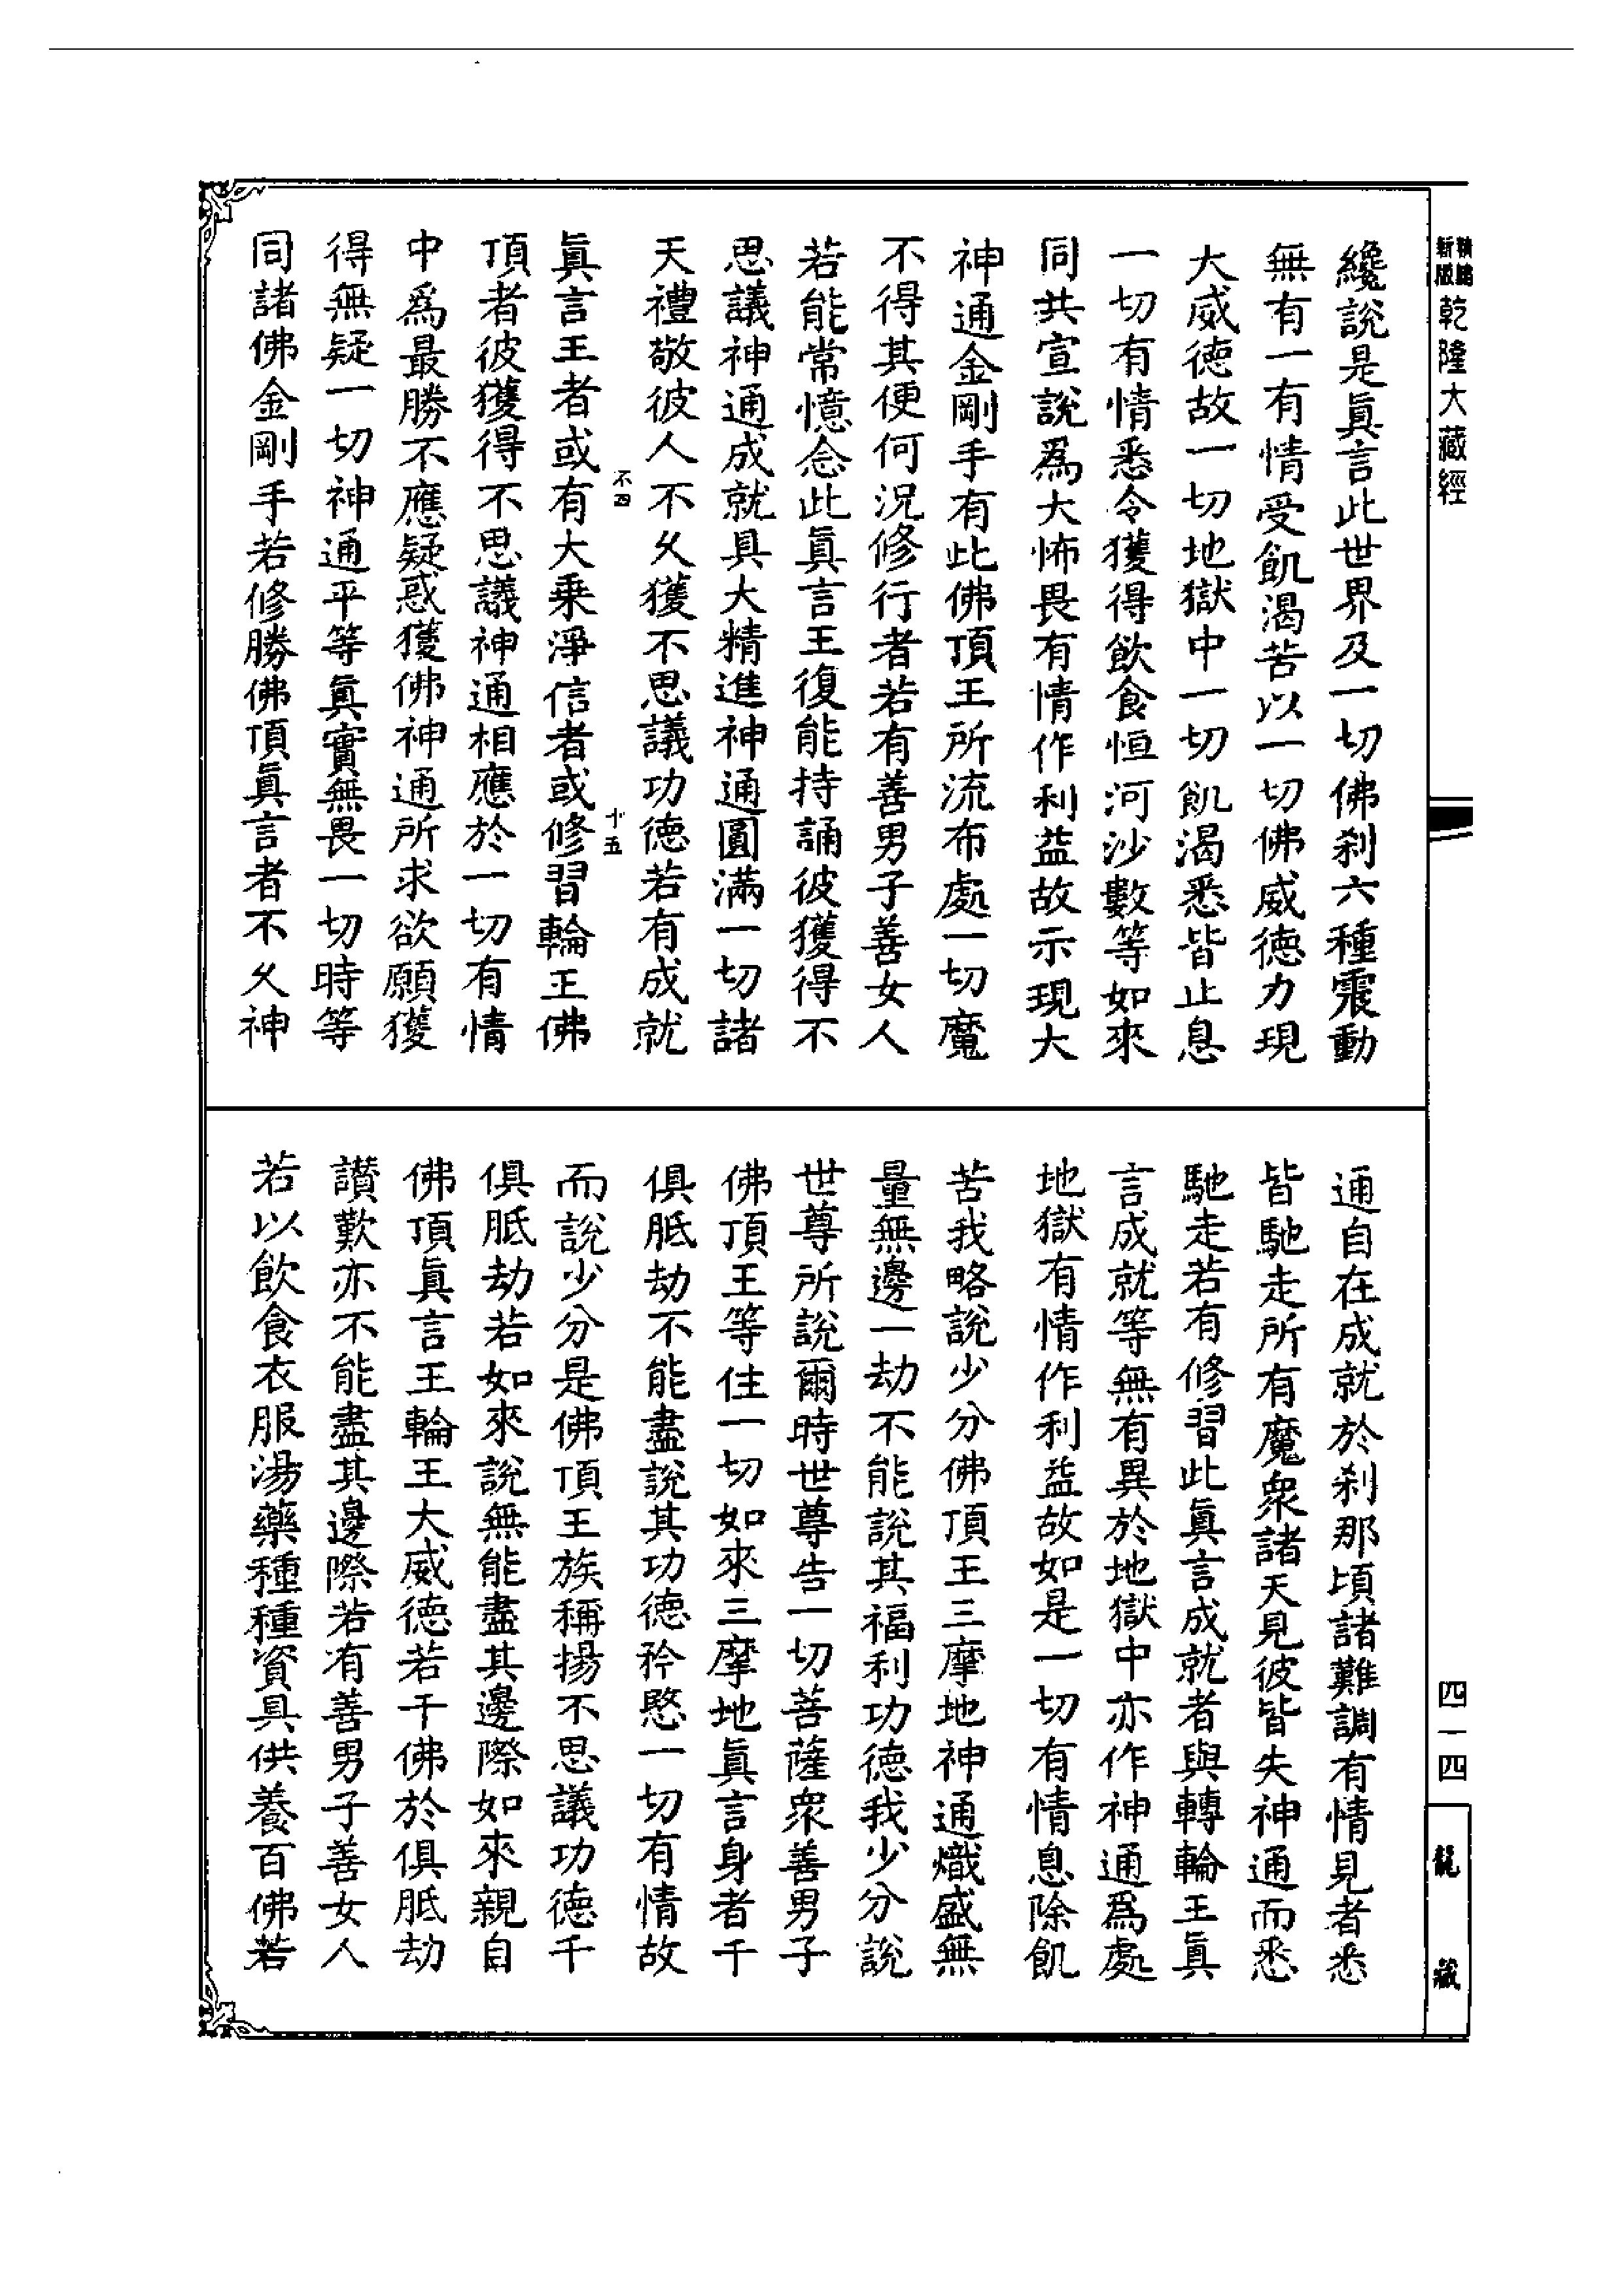 精編
新版
乾隆大藏經
四一四
龍藏
纔說是眞言此世界及一切佛刹六種震動
無有一有情受飢渴苦以一切佛威德力現
大威德故一切地獄中一切飢渴悉皆止息
一切有情悉令獲得飲食恒河沙數等如來
同共宣說爲大怖畏有情作利益故示現大
神通金剛手有此佛頂王所流布處一切魔
不得其便何況修行者若有善男子善女人
若能常憶念此眞言王復能持誦彼獲得不
思議神通成就具大精進神通圓滿一切諸
天禮敬彼人不久獲不思議功德若有成就
不四
十五
眞言王者或有大乗淨信者或修習輪王佛
頂者彼獲得不思議神通相應於一切有情
中爲最勝不應疑惑獲佛神通所求欲願獲
得無疑一切神通平等眞實無畏一切時等
同諸佛金剛手若修勝佛頂眞言者不久神
通自在成就於刹那頃諸難調有情見者悉
皆馳走所有魔衆諸天見彼皆失神通而悉
馳走若有修習此眞言成就者與轉輪王眞
言成就等無有異於地獄中亦作神通爲處
地獄有情作利益故如是一切有情息除飢
苦我略說少分佛頂王三摩地神通熾盛無
量無邊一劫不能說其福利功德我少分說
世尊所說爾時世尊告一切菩薩衆善男子
佛頂王等住一切如來三摩地眞言身者千
俱胝劫不能盡說其功德矜愍一切有情故
而說少分是佛頂王族稱揚不思議功德千
俱胝劫若如來說無能盡其邊際如來親自
佛頂眞言王輪王大威德若干佛於俱胝劫
讚歎亦不能盡其邊際若有善男子善女人
若以飲食衣服湯藥種種資具供養百佛若